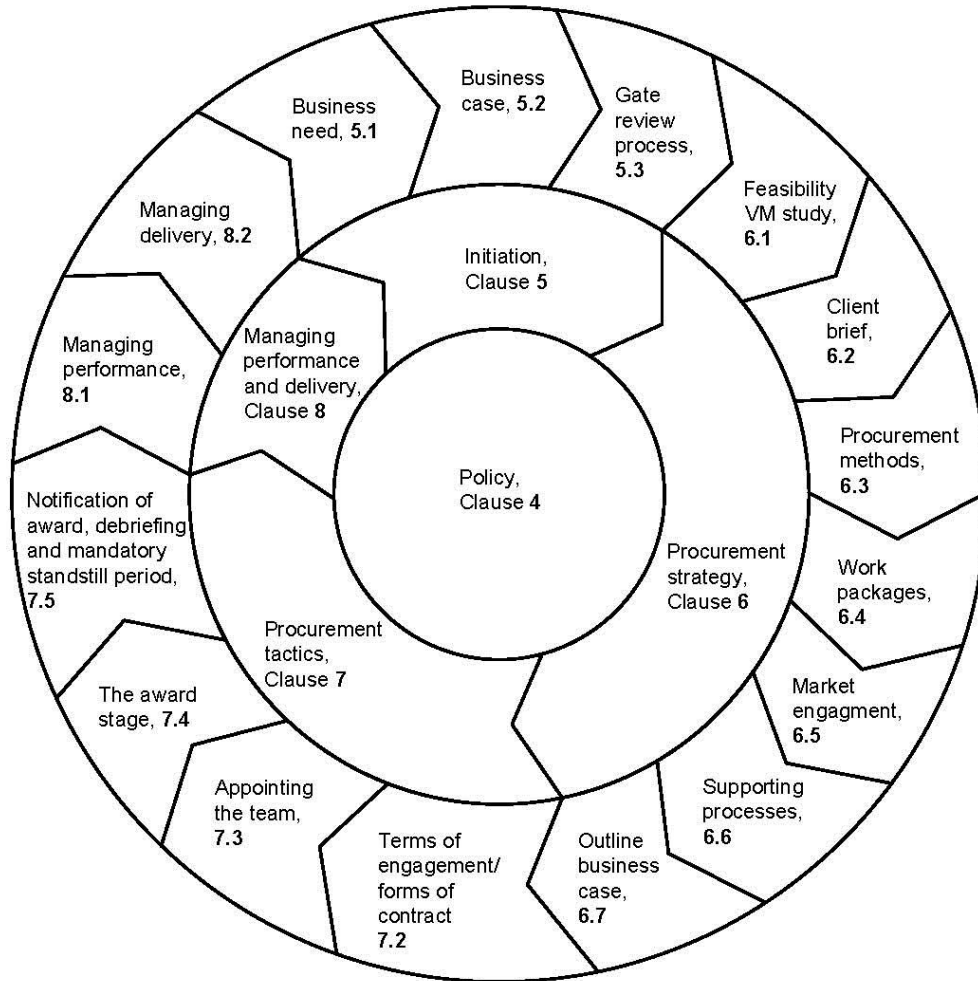 Business
need, 5.1
Business
case, 5.2
Gate
review
process,
5.3
Feasibility
VM study,
6.1
Client
brief,
6.2
Procurement
methods,
6.3
Work
packages,
6.4
Market
engagment,
6.5
Supporting
processes,
6.6
Outline
business
case,
6.7
Terms of
engagement/
forms of
contract
7.2
Appointing
the team,
7.3
The award
stage, 7.4
Notification of
award, debriefing
and mandatory
standstill period,
7.5
Managing
performance,
8.1
Managing
delivery, 8.2
Initiation,
Clause 5
Procurement
strategy,
Clause 6
Procurement
tactics,
Clause 7
Managing
performance
and delivery,
Clause 8
Policy,
Clause 4